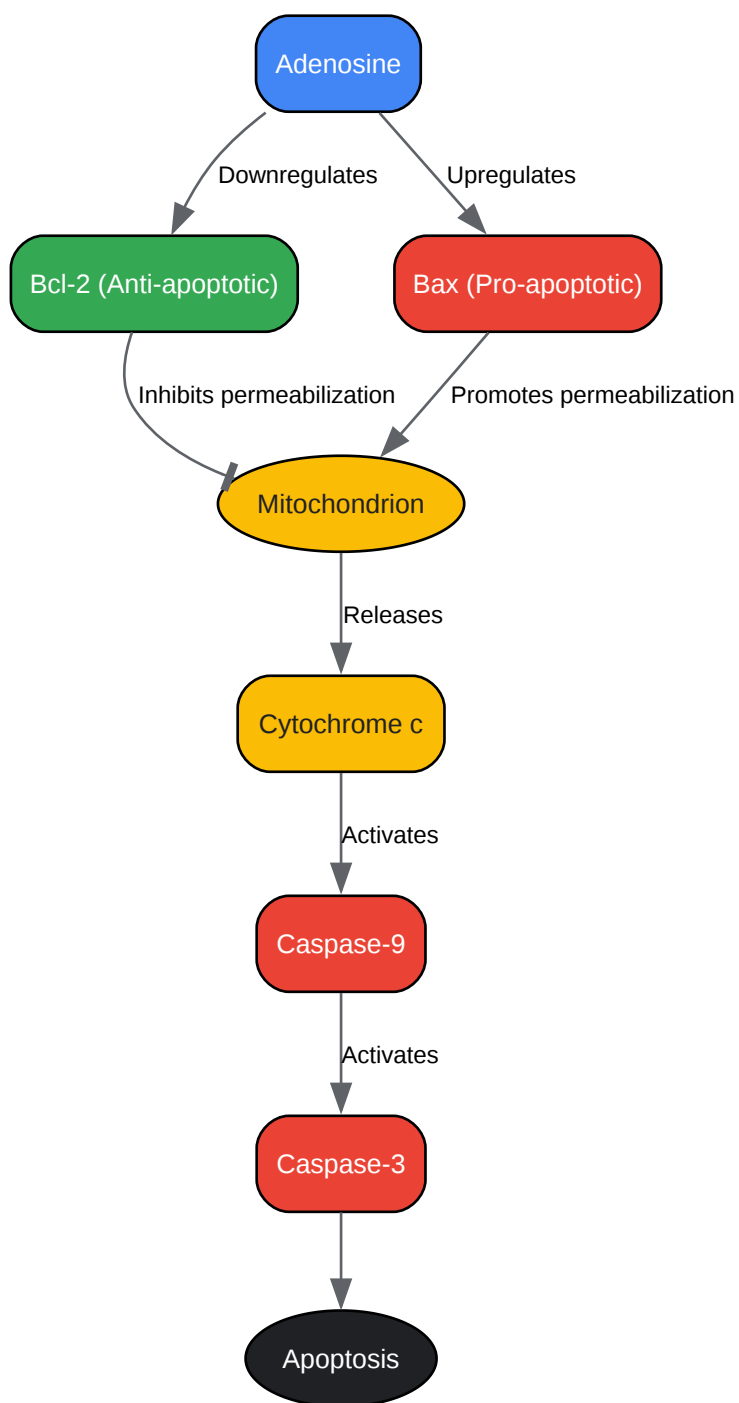 Adenosine
Downregulates
Upregulates
Bcl-2 (Anti-apoptotic)
Bax (Pro-apoptotic)
Inhibits permeabilization
Promotes permeabilization
Mitochondrion
Releases
Cytochrome c
Activates
Caspase-9
Activates
Caspase-3
Apoptosis